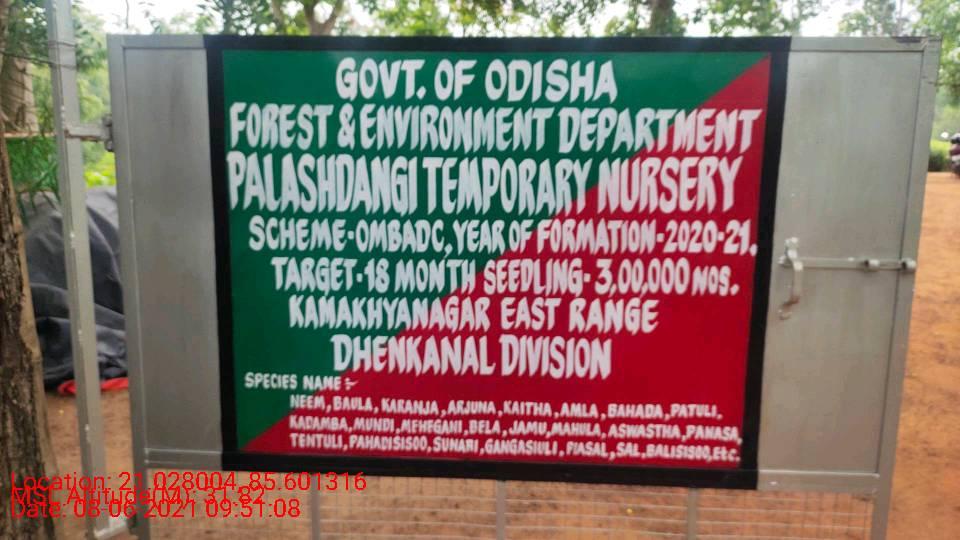 GOVT. OF ODISHA
FOREST & ENVIRONMENT DEPARTMENT
PALASHDANGI TEMPORARY NURSERY
SCHEME-OMBADC, YEAR OF FORMATION-2020-21.
TARGET-18 MONTH SEEDLING- 3,00,000 NOS.
KAMAKHYANAGAR EAST RANGE
DHENKANAL DIVISION
SPECIES NAME :-
NEEM, BAULA, KARANJA, ARJUNA, KAITHA, AMLA, BAHADA, PATULI,
KADAMBA, MUNDI, MEHEGANI, BELA, JAMU, MAHULA, ASWASTHA, PANASA,
TENTULI, PAHADISISOO, SUNARI, GANGASIULI, PIASAL, SAL, BALISISOO, ETC.
Location: 21.028004, 85.601316
MSL Altitude(M): 31.82
Date: 08-06-2021 09:51:08